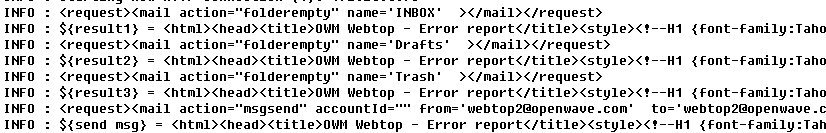 INFO : <request><mail action="folderempty" name='INBOX' ></mail></request>
INFO : ${result1} = <html><head><title>OWM Webtop - Error report</title><style><!--H1 {font-family:Taho
INFO : <request><mail action="folderempty" name='Drafts' ></mail></request>
INFO : ${result2} = <html><head><title>OWM Webtop - Error report</title><style><!--H1 {font-family:Taho
INFO : <request><mail action="folderempty" name='Trash' ></mail></request>
INFO : ${result3} = <html><head><title>OWM Webtop - Error report</title><style><!--H1 {font-family:Taho
INFO : <request><mail action="msgsend" accountId="" from='webtop2@openwave.com' to='webtop2@openwave.c
INFO : ${send msg} = <html><head><title>OWM Webtop - Error report</title><style><!--H1 {font-family:Tah